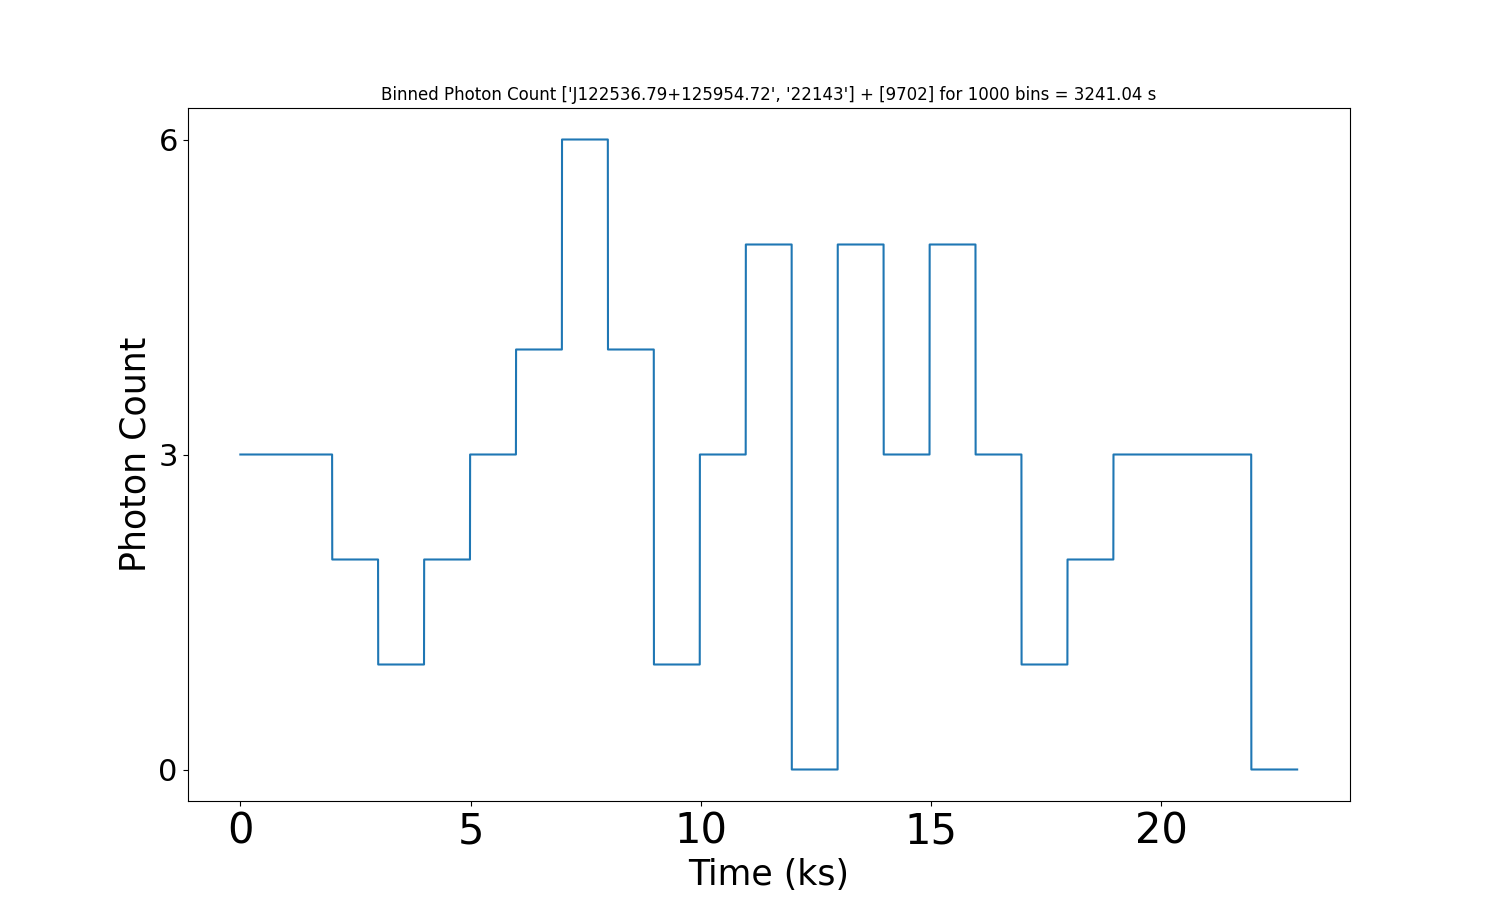 Binned Photon Count ['J122536.79+125954.72', '22143'] + [9702] for 1000 bins = 3241.04 s
6
3
0
Photon Count
0 5 10 15 20
Time (ks)